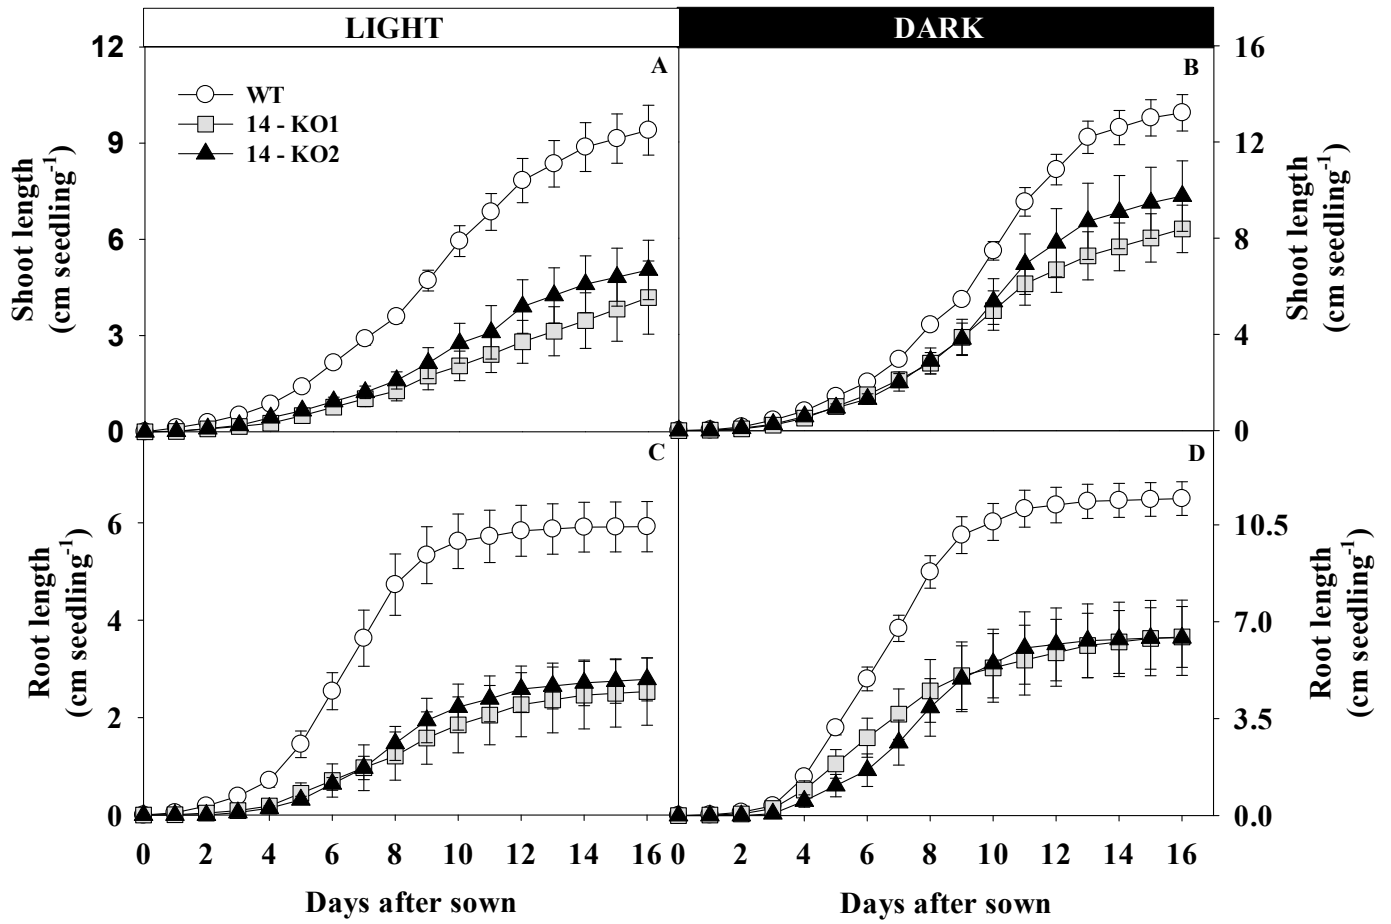 LIGHT
DARK
12
9
6
3
0
Shoot length
(cm seedling-1)
A
WT
14 - KO1
14 - KO2
B
16
12
8
4
0
Shoot length
(cm seedling-1)
6
4
2
0
Root length
(cm seedling-1)
C
D
10.5
7.0
3.5
0.0
Root length
(cm seedling-1)
0 2 4 6 8 10 12 14 16
0 2 4 6 8 10 12 14 16
Days after sown
Days after sown